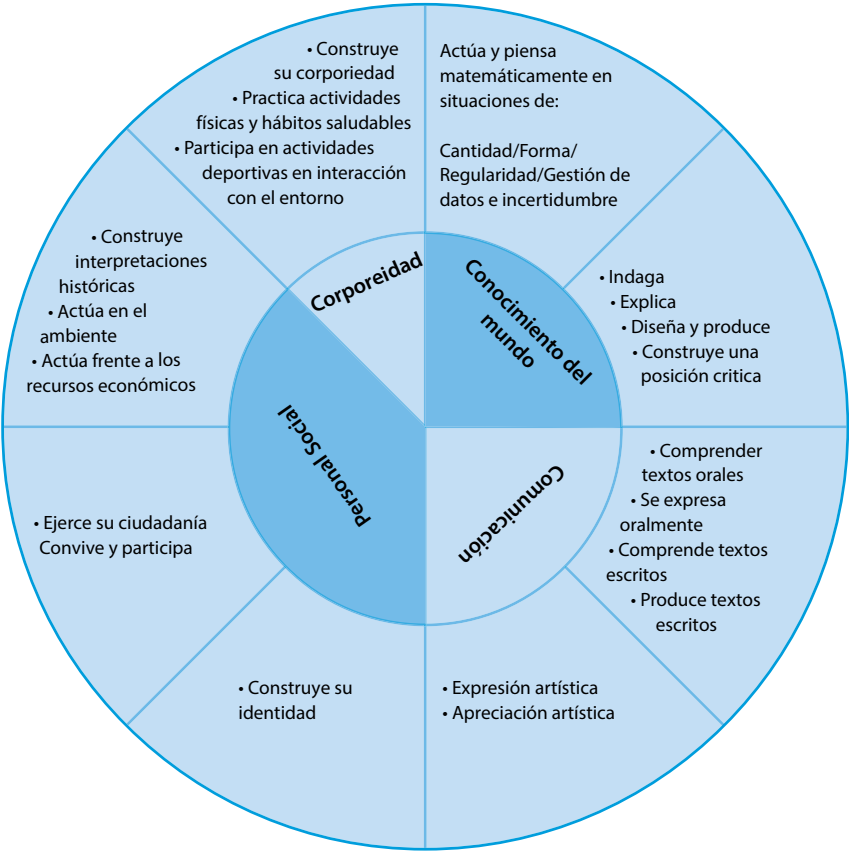 • Construye
su corporiedad
• Practica actividades
físicas y hábitos saludables
• Participa en actividades
deportivas en interacción
con el entorno
Actúa y piensa
matemáticamente en
situaciones de:
Cantidad/Forma/
Regularidad/Gestión de
datos e incertidumbre
• Indaga
• Explica
• Diseña y produce
• Construye una
posición critica
• Comprender
textos orales
• Se expresa
oralmente
• Comprende textos
escritos
• Produce textos
escritos
• Expresión artística
• Apreciación artística
• Construye su
identidad
• Ejerce su ciudadanía
Convive y participa
• Construye
interpretaciones
históricas
• Actúa en el
ambiente
• Actúa frente a los
recursos económicos
Corporeidad
Conocimiento del
mundo
Comunicación
Personal Social